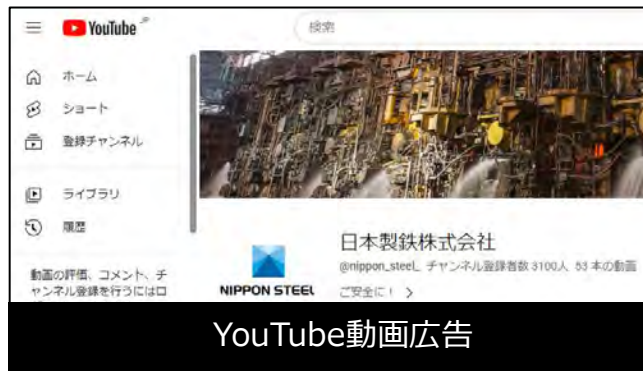 YouTube JP
検索
ホーム
ショート
登録チャンネル
ライブラリ
履歴
動画の評価、コメント、チ
ャンネル登録を行うにはロ
日本製鉄株式会社
@nippon_steel_ チャンネル登録者数 3100人 53 本の動画
NIPPON STEEL
ご安全に！ >
YouTube動画広告